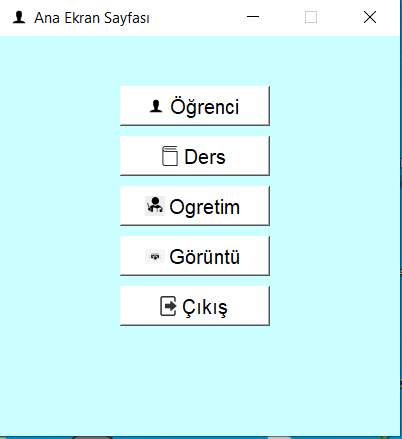 Ana Ekran Sayfası
Öğrenci
Ders
Ogretim
Görüntü
Çıkış